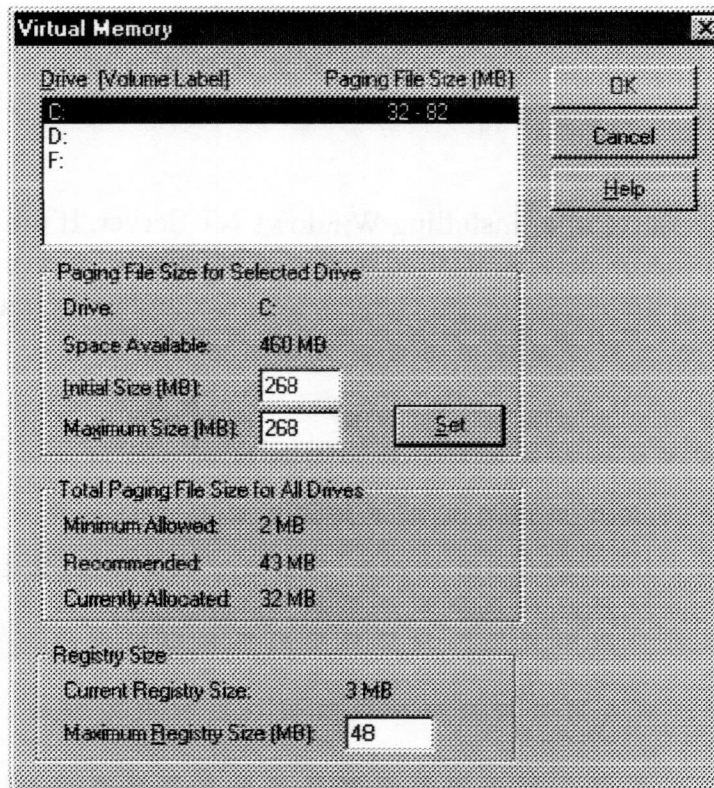 Virtual Memory
Drive [Volume Label] Paging File Size (MB)
OK
C: 32 - 82
Cancel
D:
F:
Help
Paging File Size for Selected Drive
Drive: C:
Space Available: 460 MB
Initial Size (MB): 268
Maximum Size (MB): 268
Set
Total Paging File Size for All Drives
Minimum Allowed: 2 MB
Recommended: 43 MB
Currently Allocated: 32 MB
Registry Size
Current Registry Size: 3 MB
Maximum Registry Size (MB): 48